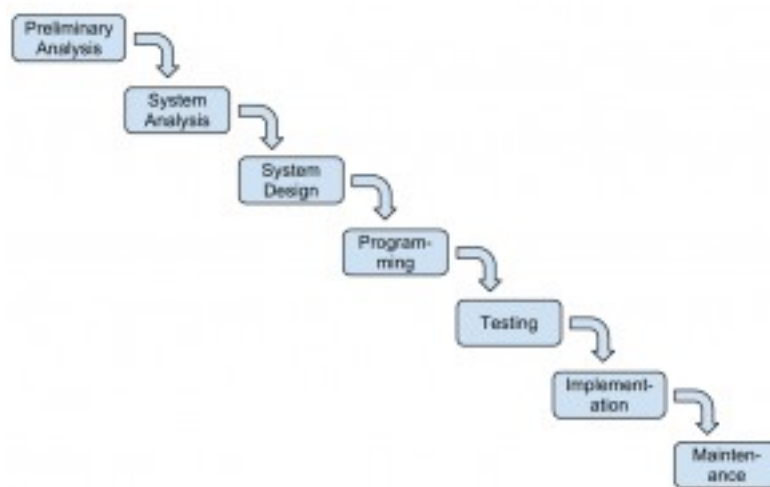 Preliminary
Analysis
System
Analysis
System
Design
Program-
ming
Testing
Implement-
ation
Mainten-
ance